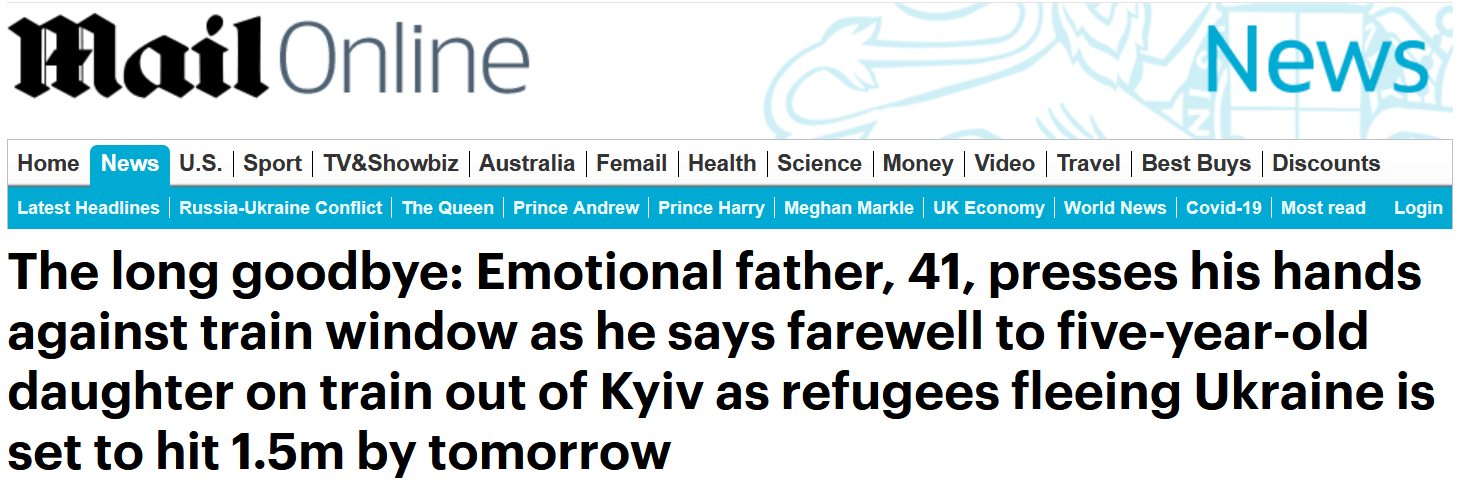 Mail Online
News
Home News U.S. Sport TV&Showbiz Australia Femail Health Science Money Video Travel Best Buys Discounts
Latest Headlines Russia-Ukraine Conflict The Queen Prince Andrew Prince Harry Meghan Markle UK Economy World News Covid-19 Most read Login
The long goodbye: Emotional father, 41, presses his hands
against train window as he says farewell to five-year-old
daughter on train out of Kyiv as refugees fleeing Ukraine is
set to hit 1.5m by tomorrow